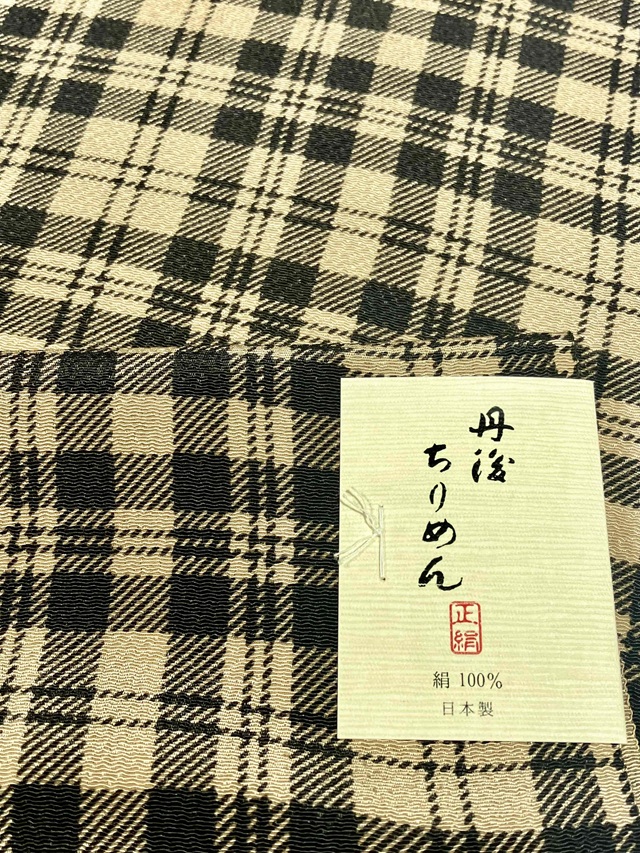 丹後
ちりめん
正絹
絹 100%
日本製